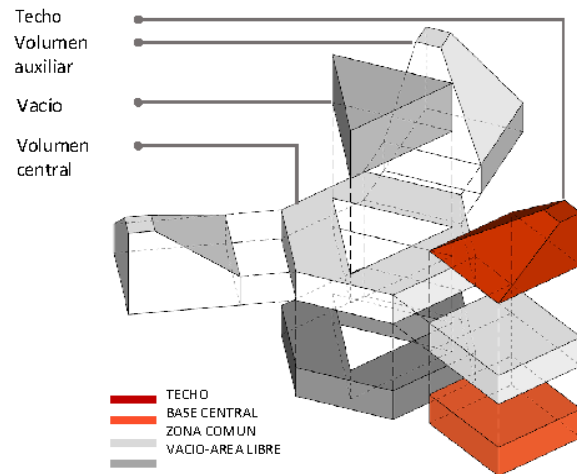 Techo
Volumen
auxiliar
Vacio
Volumen
central
TECHO
BASE CENTRAL
ZONA COMUN
VACIO-AREA LIBRE